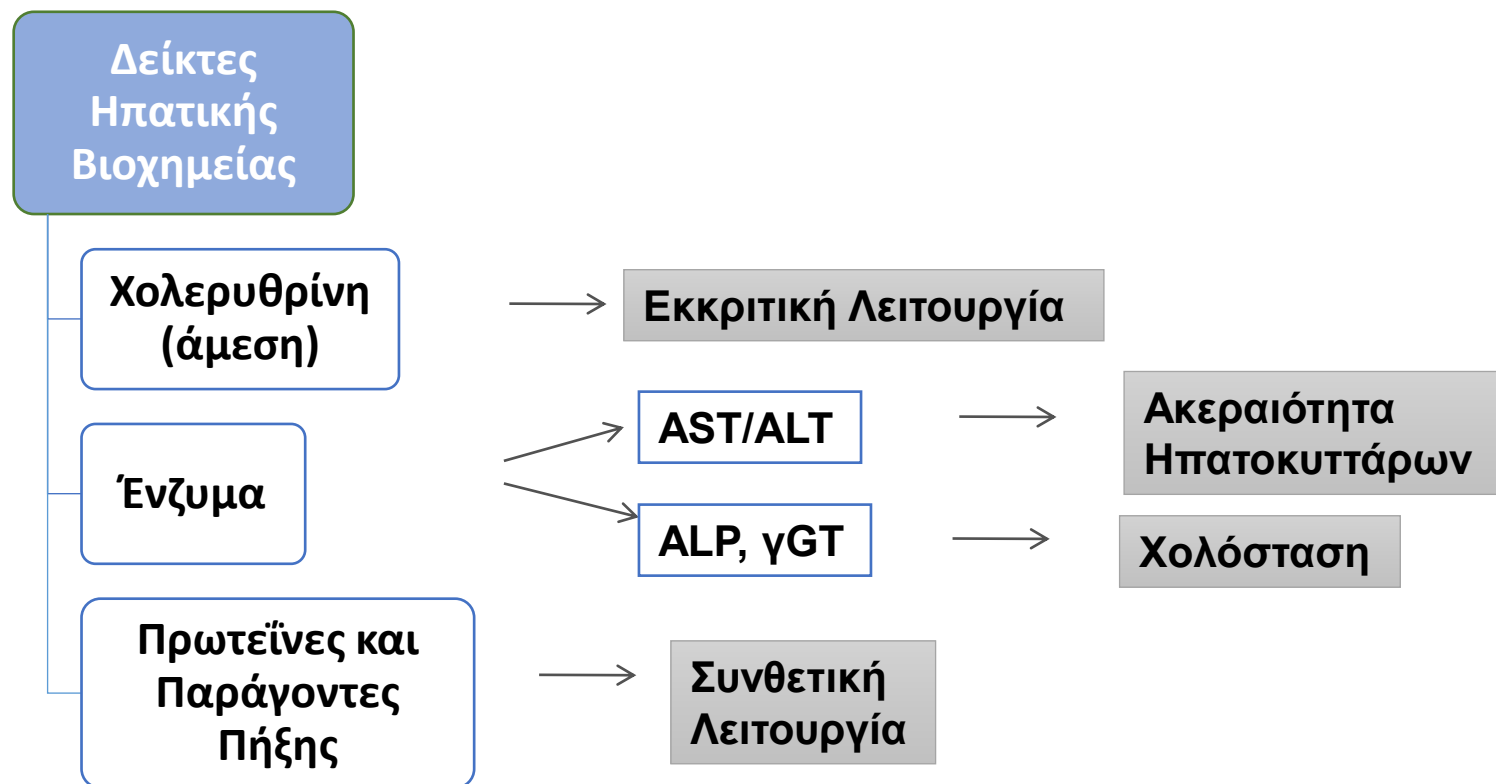 Δείκτες
Ηπατικής
Βιοχημείας
Χολερυθρίνη
(άμεση)
Εκκριτική Λειτουργία
Ένζυμα
AST/ALT
Ακεραιότητα
Ηπατοκυττάρων
ALP, γGT
Χολόσταση
Πρωτεΐνες και
Παράγοντες
Πήξης
Συνθετική
Λειτουργία